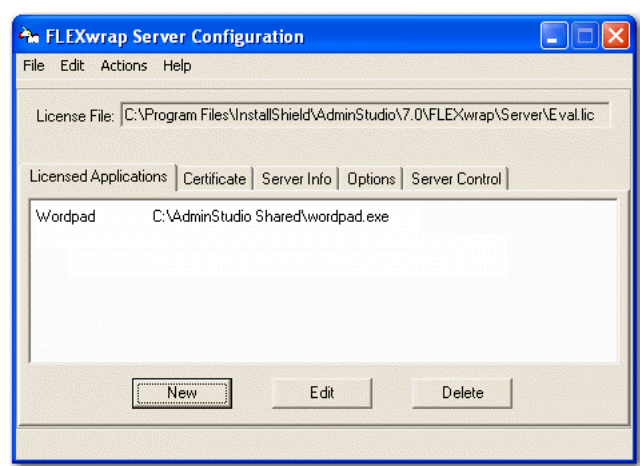 FLEXwrap Server Configuration
File Edit Actions Help
License File: C:\Program Files\InstallShield\AdminStudio\7.0\FLEXwrap\Server\Eval.lic
Licensed Applications Certificate Server Info Options Server Control
Wordpad C:\AdminStudio Shared\wordpad.exe
New Edit Delete